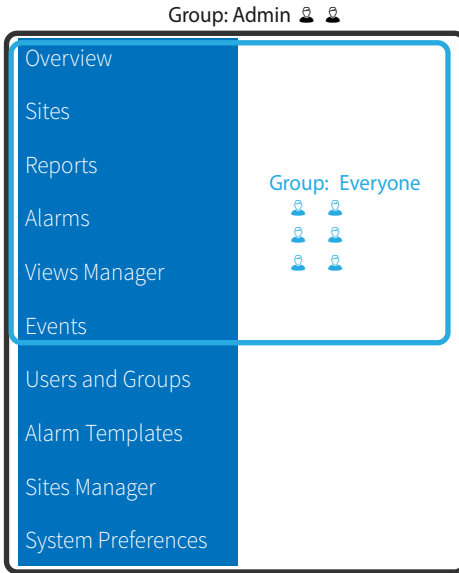 Group: Admin
Overview
Sites
Reports
Group: Everyone
Alarms
Views Manager
Events
Users and Groups
Alarm Templates
Sites Manager
System Preferences